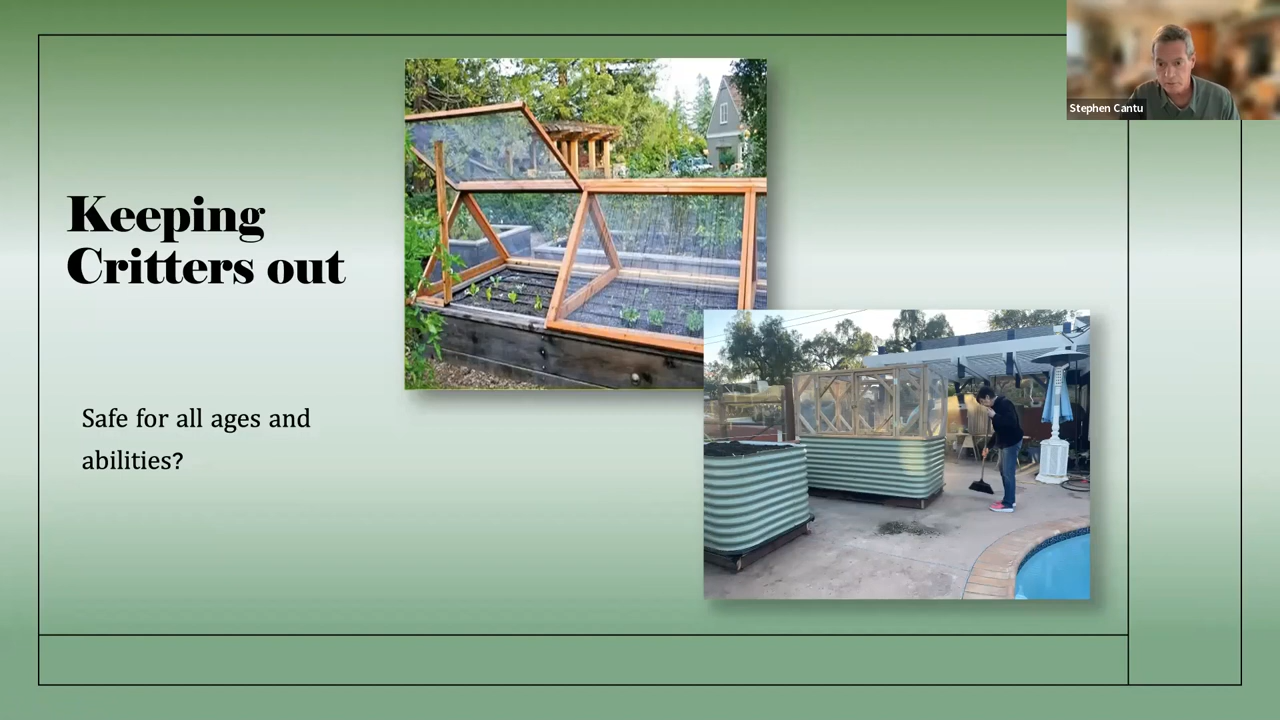 Stephen Cantu
Keeping
Critters out
Safe for all ages and
abilities?